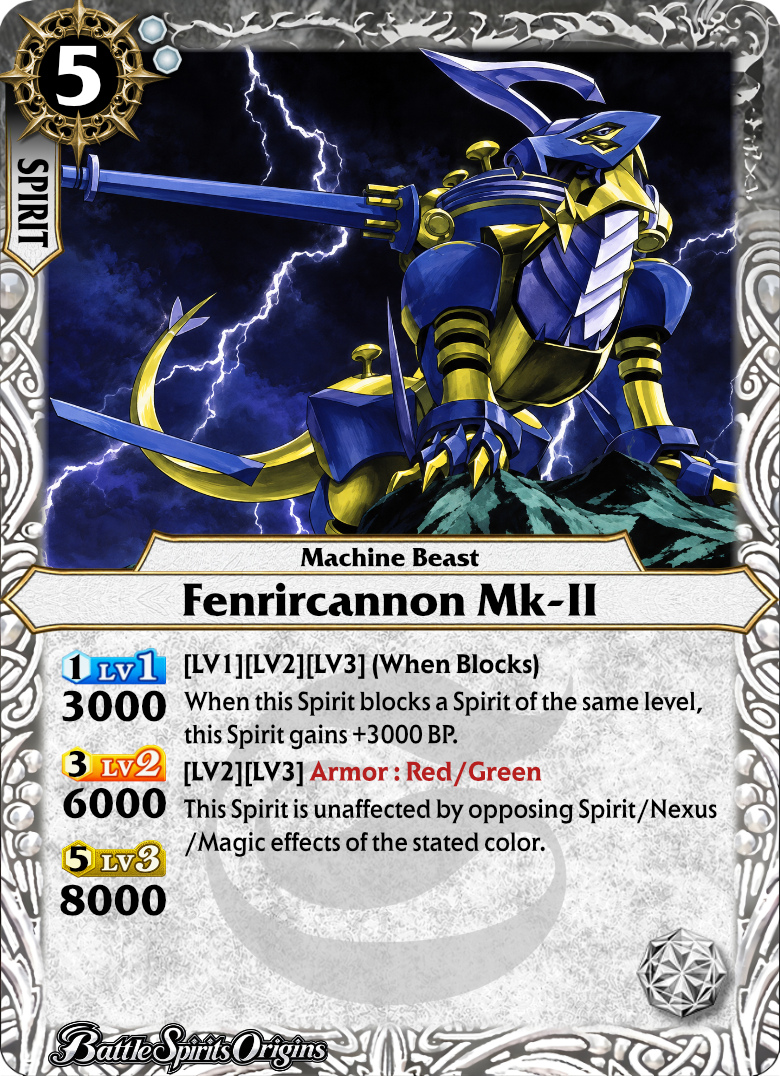 5
SPIRIT
Machine Beast
Fenrircannon Mk-II
1 LV1
3000
3 LV2
6000
5 LV3
8000
[LV1][LV2][LV3] (When Blocks)
When this Spirit blocks a Spirit of the same level,
this Spirit gains +3000 BP.
[LV2][LV3] Armor : Red/Green
This Spirit is unaffected by opposing Spirit/Nexus
/Magic effects of the stated color.
Battle Spirits Origins